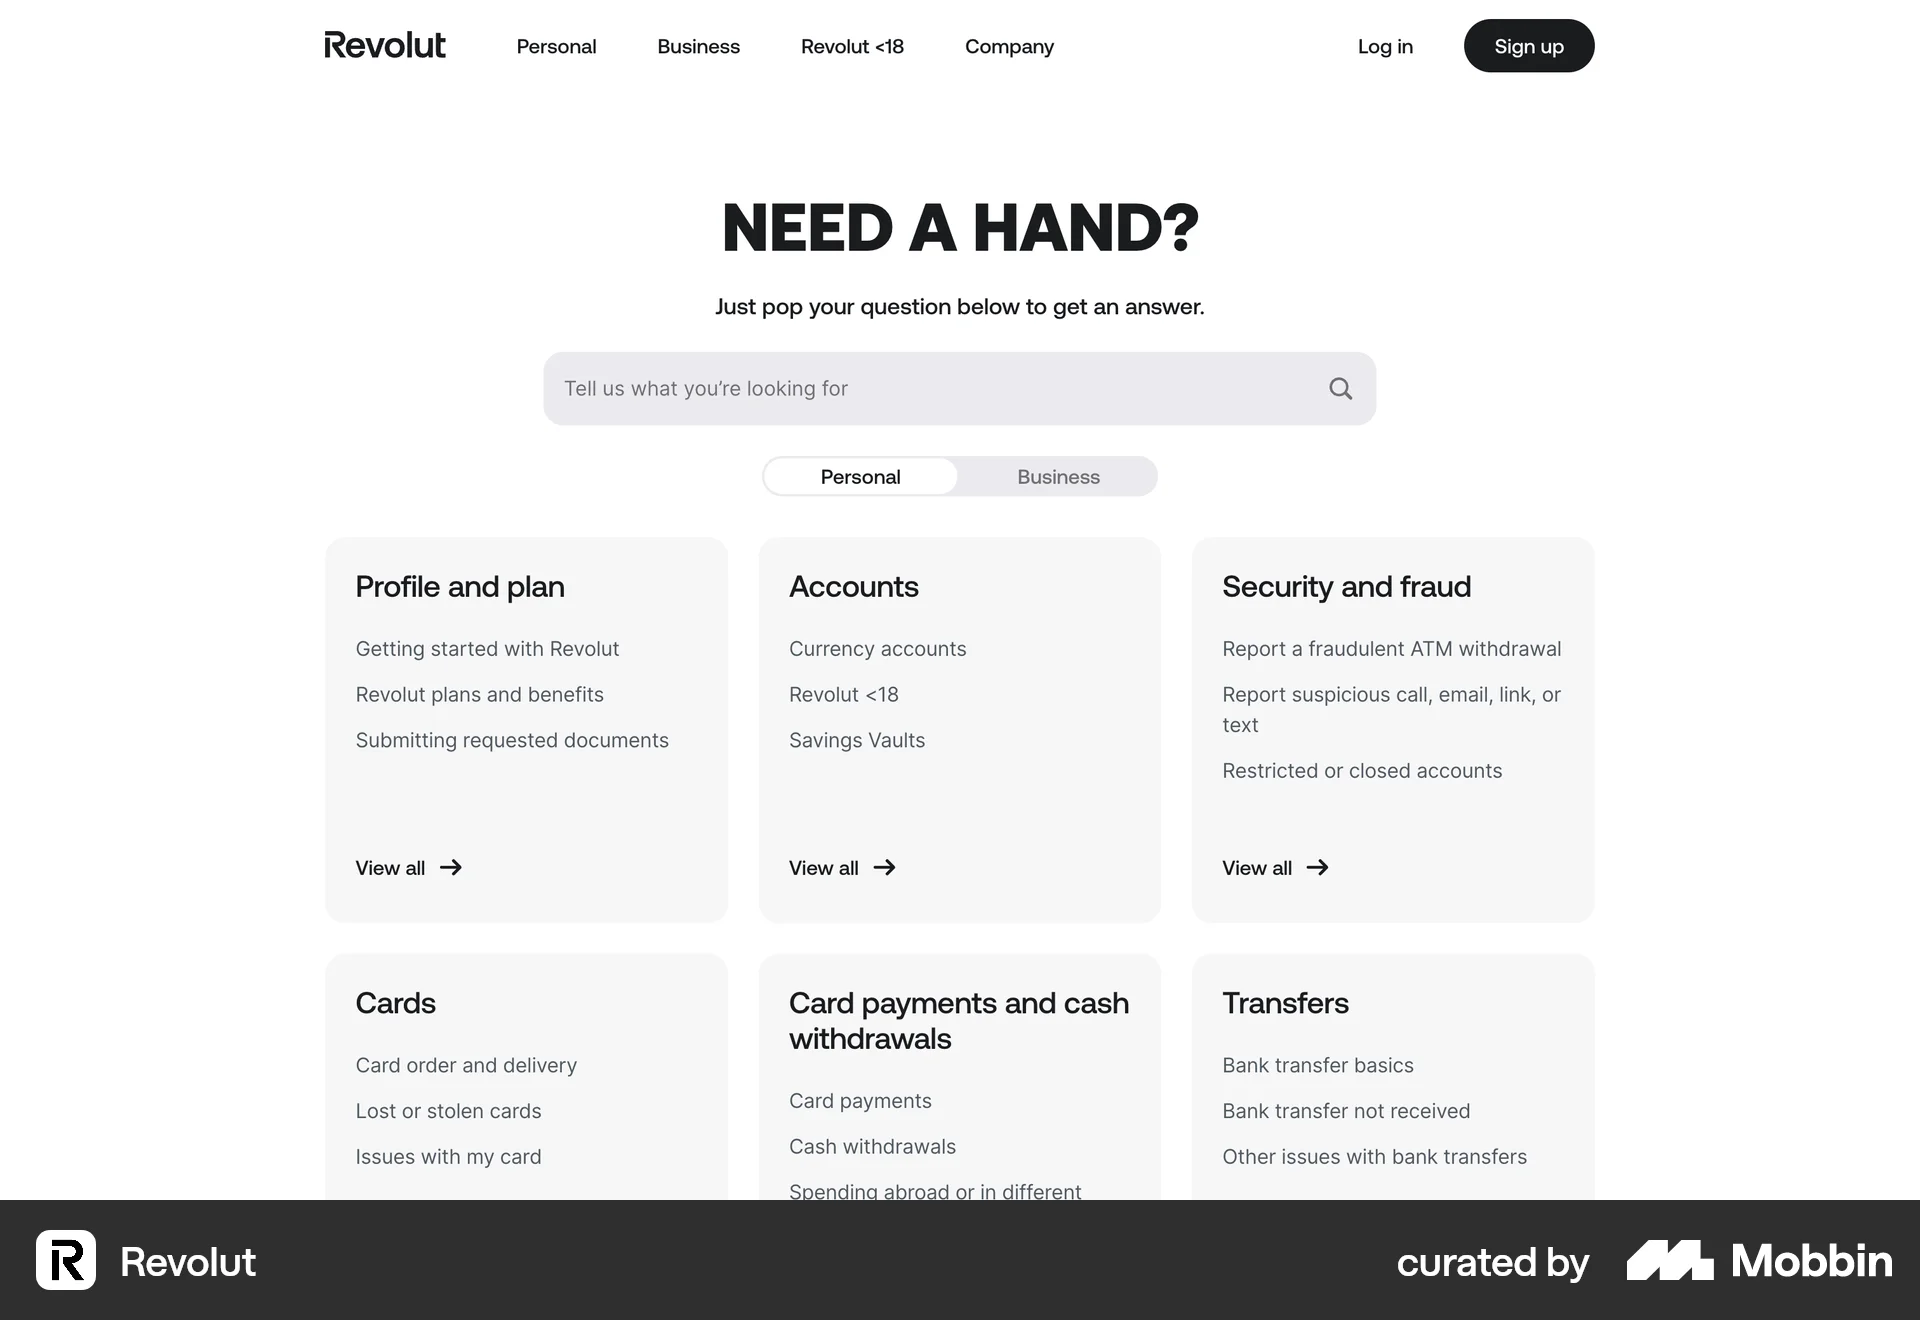 Revolut
Personal
Business
Revolut <18
Company
Log in
Sign up
NEED A HAND?
Just pop your question below to get an answer.
Tell us what you’re looking for
Personal
Business
Profile and plan
Getting started with Revolut
Revolut plans and benefits
Submitting requested documents
View all
Accounts
Currency accounts
Revolut <18
Savings Vaults
View all
Security and fraud
Report a fraudulent ATM withdrawal
Report suspicious call, email, link, or
text
Restricted or closed accounts
View all
Cards
Card order and delivery
Lost or stolen cards
Issues with my card
Card payments and cash
withdrawals
Card payments
Cash withdrawals
Spending abroad or in different
Transfers
Bank transfer basics
Bank transfer not received
Other issues with bank transfers
R
Revolut
curated by
Mobbin